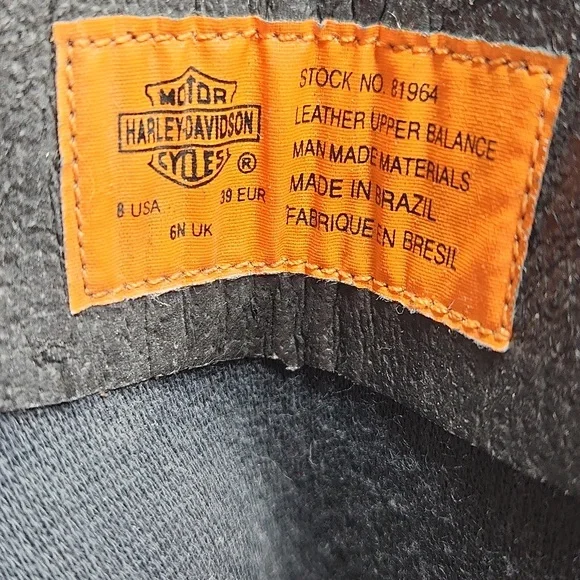 MOTOR
HARLEY-DAVIDSON
CYCLES ®
8 USA 39 EUR
6N UK
STOCK NO. 81964
LEATHER UPPER BALANCE
MAN MADE MATERIALS
MADE IN BRAZIL
FABRIQUE EN BRESIL